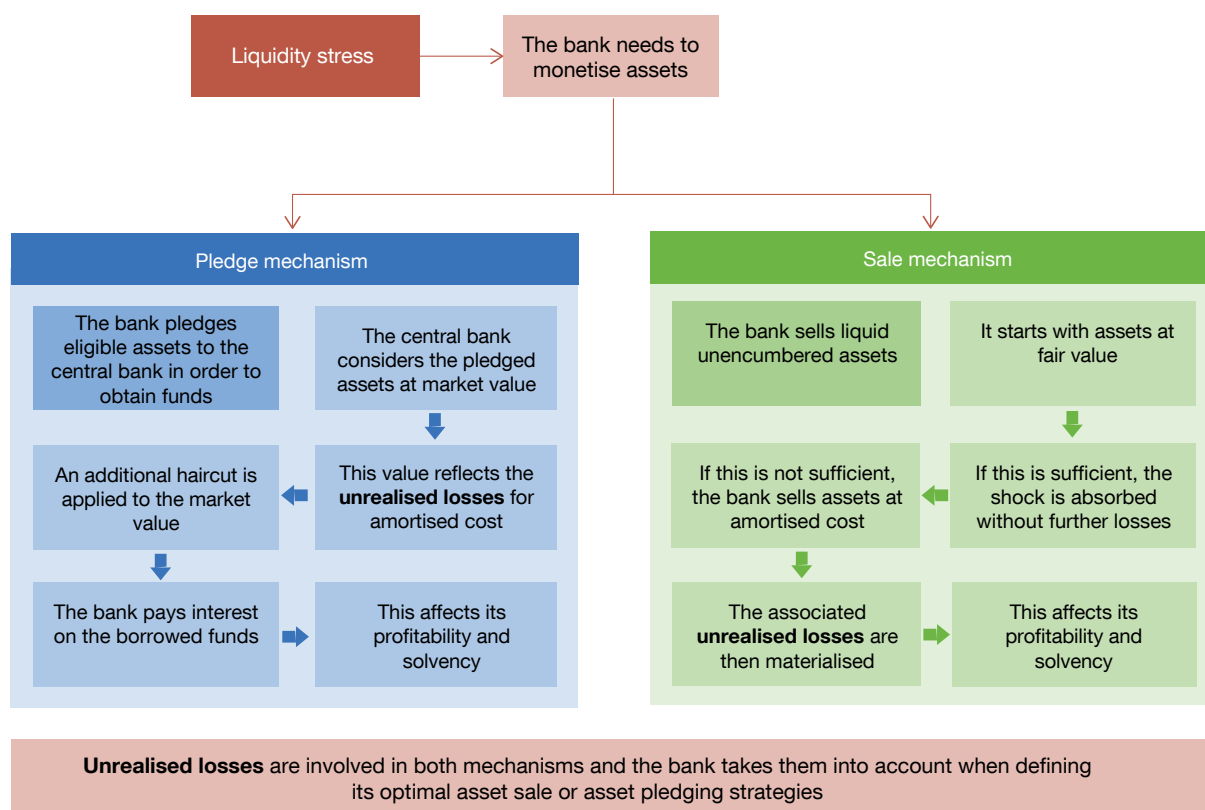 Liquidity stress
The bank needs to
monetise assets
Pledge mechanism
The bank pledges
eligible assets to the
central bank in order to
obtain funds
The central bank
considers the pledged
assets at market value
An additional haircut is
applied to the market
value
This value reflects the
unrealised losses for
amortised cost
The bank pays interest
on the borrowed funds
This affects its
profitability and
solvency
Sale mechanism
The bank sells liquid
unencumbered assets
It starts with assets at
fair value
If this is not sufficient,
the bank sells assets at
amortised cost
If this is sufficient, the
shock is absorbed
without further losses
The associated
unrealised losses are
then materialised
This affects its
profitability and
solvency
Unrealised losses are involved in both mechanisms and the bank takes them into account when defining
its optimal asset sale or asset pledging strategies